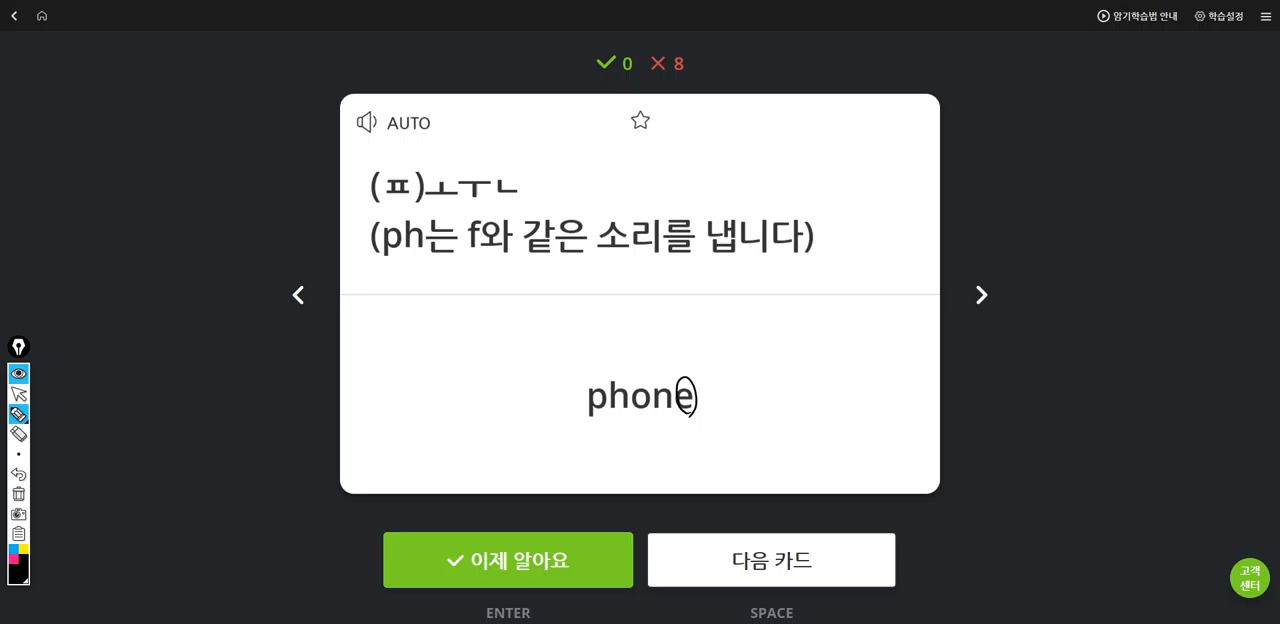 암기학습법 안내
학습설정
0
8
AUTO
(ㅍ)ㅗㅜㄴ
(ph는 f와 같은 소리를 냅니다)
phone
이제 알아요
다음 카드
ENTER
SPACE
고객
센터